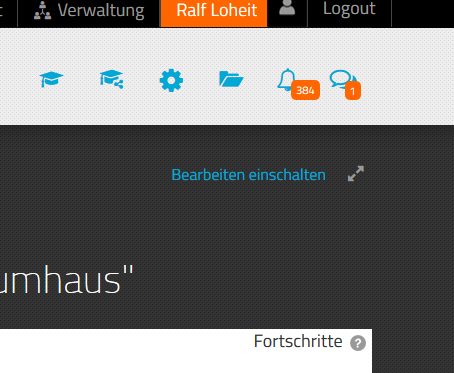 Verwaltung Ralf Loheit Logout
384 1
Bearbeiten einschalten
umhaus"
Fortschritte ?